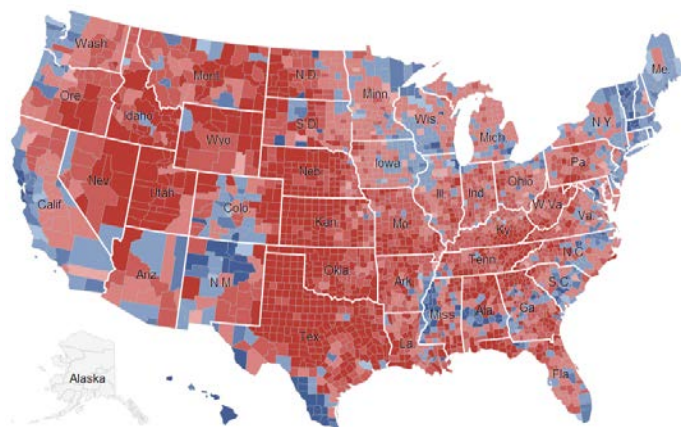 Wash.
Mont.
N.D.
Minn.
Me.
Ore.
Idaho
S.D.
Wis.
Mich.
N.Y.
Wyo.
Iowa
Neb.
Pa.
Nev.
Utah
Colo.
Ill.
Ind.
Ohio
W.Va.
Va.
Calif.
Kan.
Mo.
Ky.
N.C.
Tenn.
Ariz.
N.M.
Okla.
Ark.
S.C.
Miss.
Ala.
Ga.
Tex.
La.
Fla.
Alaska